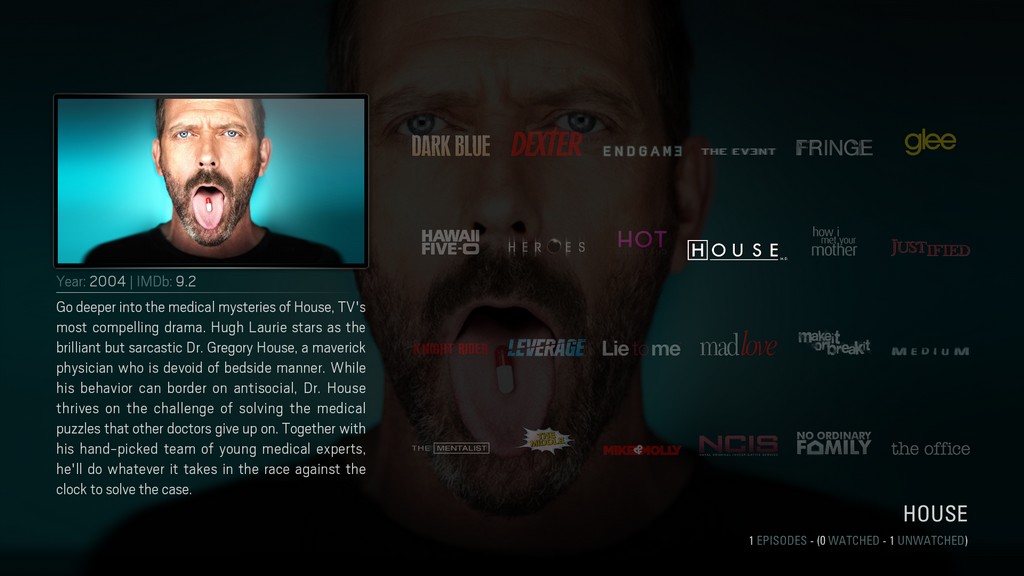 DARK BLUE DEXTER ENDGAME THE EVENT FRINGE glee
HAWAII
FIVE-O
HEROES
HOT
HOUSE M.D.
how i
met your
mother
JUSTIFIED
KNIGHT RIDER LEVERAGE Lie to me mad love
make it
or break it
MEDIUM
THE MENTALIST
THE
MIDDLE
MIKE & MOLLY
NCIS
NO ORDINARY
FAMILY
the office
Year: 2004 | IMDb: 9.2
Go deeper into the medical mysteries of House, TV's
most compelling drama. Hugh Laurie stars as the
brilliant but sarcastic Dr. Gregory House, a maverick
physician who is devoid of bedside manner. While
his behavior can border on antisocial, Dr. House
thrives on the challenge of solving the medical
puzzles that other doctors give up on. Together with
his hand-picked team of young medical experts,
he'll do whatever it takes in the race against the
clock to solve the case.
HOUSE
1 EPISODES - (0 WATCHED - 1 UNWATCHED)